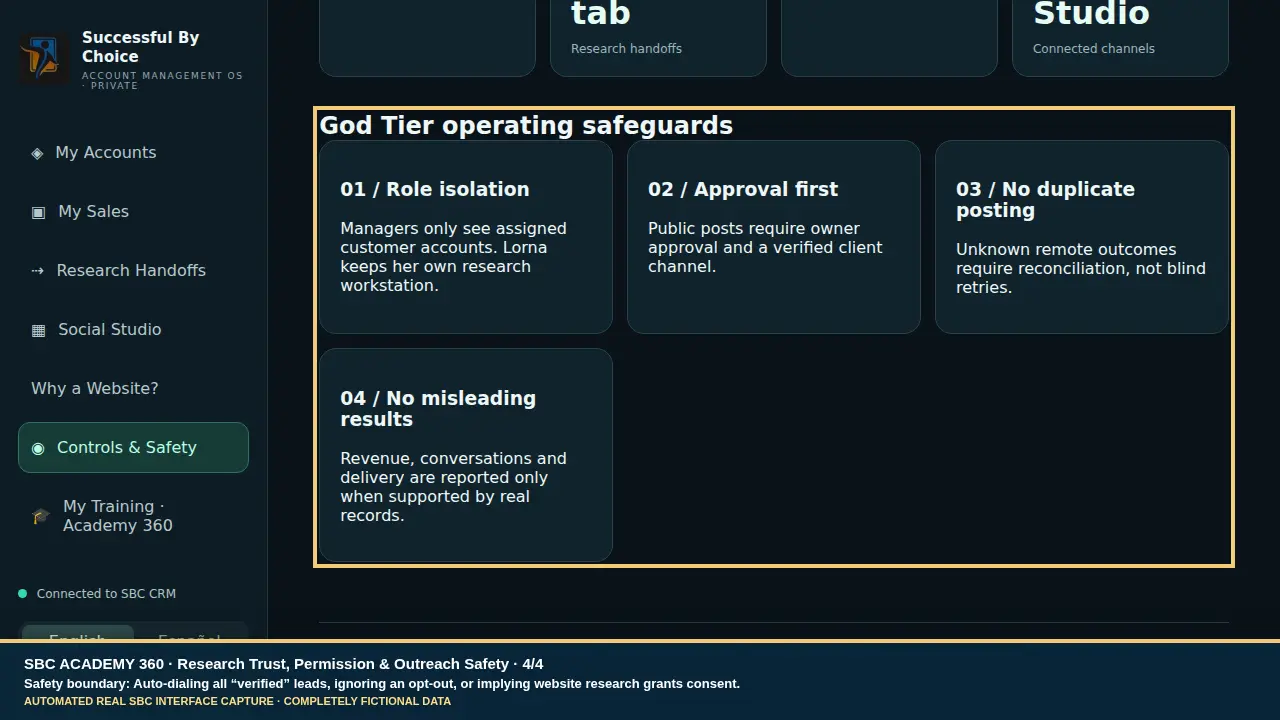 Successful By
Choice
ACCOUNT MANAGEMENT OS
· PRIVATE
◈ My Accounts
▣ My Sales
⇢ Research Handoffs
▦ Social Studio
Why a Website?
◉ Controls & Safety
🎓 My Training ·
Academy 360
Connected to SBC CRM
English Español
tab
Research handoffs
Studio
Connected channels
God Tier operating safeguards
01 / Role isolation
Managers only see assigned
customer accounts. Lorna
keeps her own research
workstation.
02 / Approval first
Public posts require owner
approval and a verified client
channel.
03 / No duplicate
posting
Unknown remote outcomes
require reconciliation, not blind
retries.
04 / No misleading
results
Revenue, conversations and
delivery are reported only
when supported by real
records.
SBC ACADEMY 360 · Research Trust, Permission & Outreach Safety · 4/4
Safety boundary: Auto-dialing all “verified” leads, ignoring an opt-out, or implying website research grants consent.
AUTOMATED REAL SBC INTERFACE CAPTURE · COMPLETELY FICTIONAL DATA